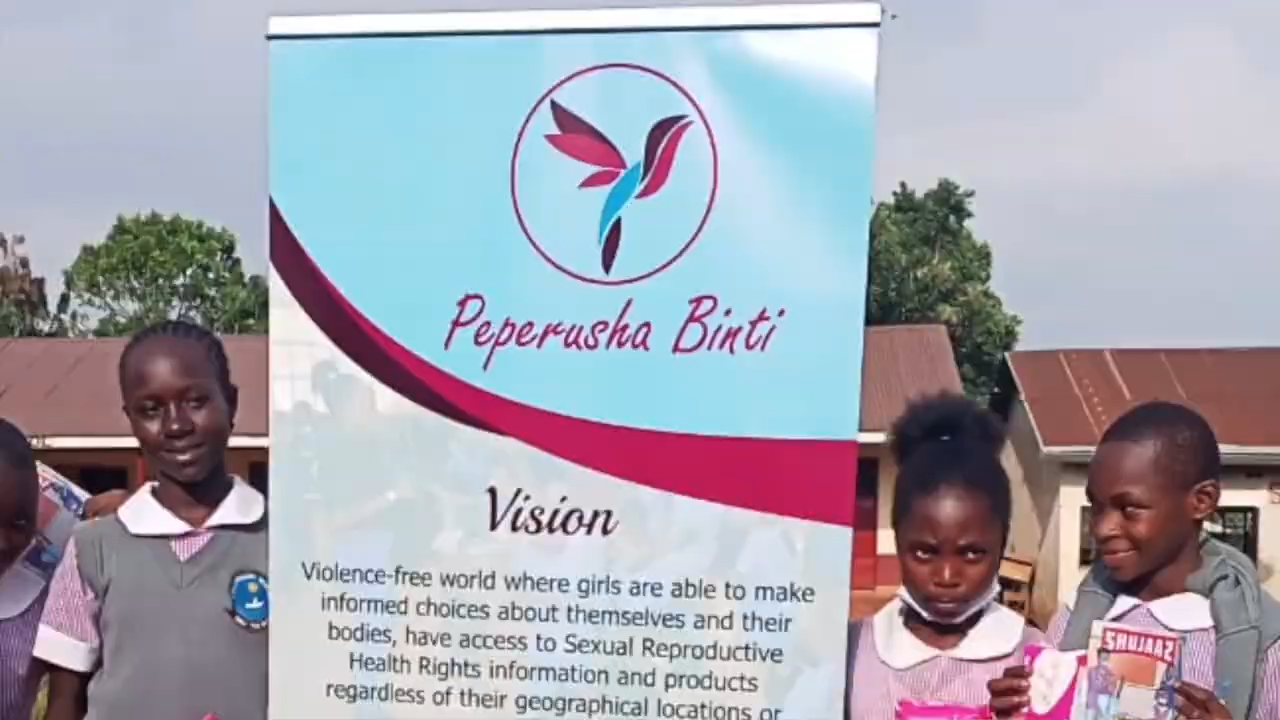 Peperusha Binti
Vision
Violence-free world where girls are able to make
informed choices about themselves and their
bodies, have access to Sexual Reproductive
Health Rights information and products
regardless of their geographical locations or
SHUJAAZ